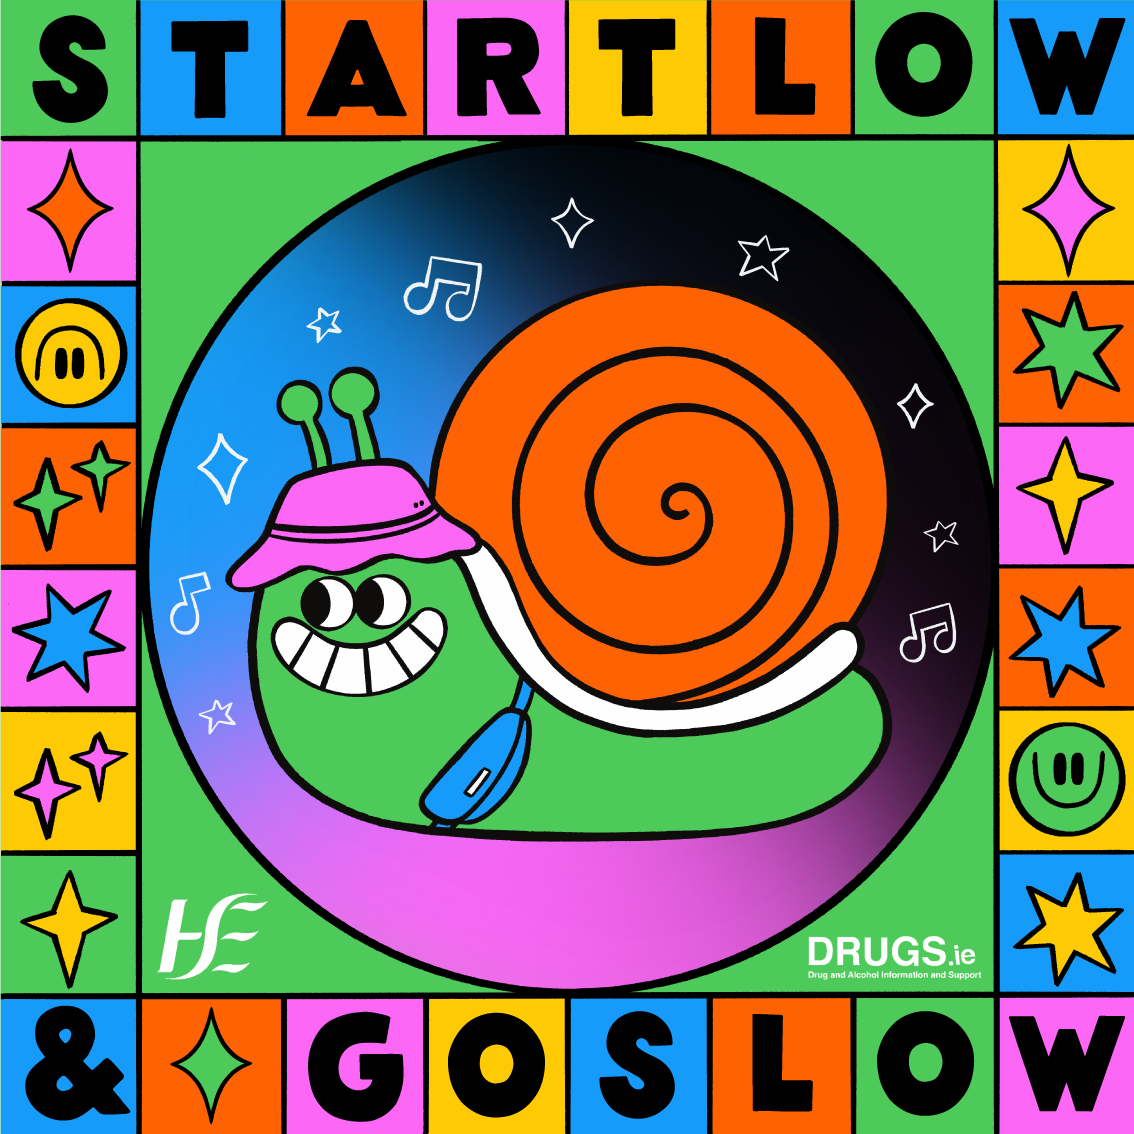 STARTLOW
HSE
DRUGS.ie
Drug and Alcohol Information and Support
& GOSLOW